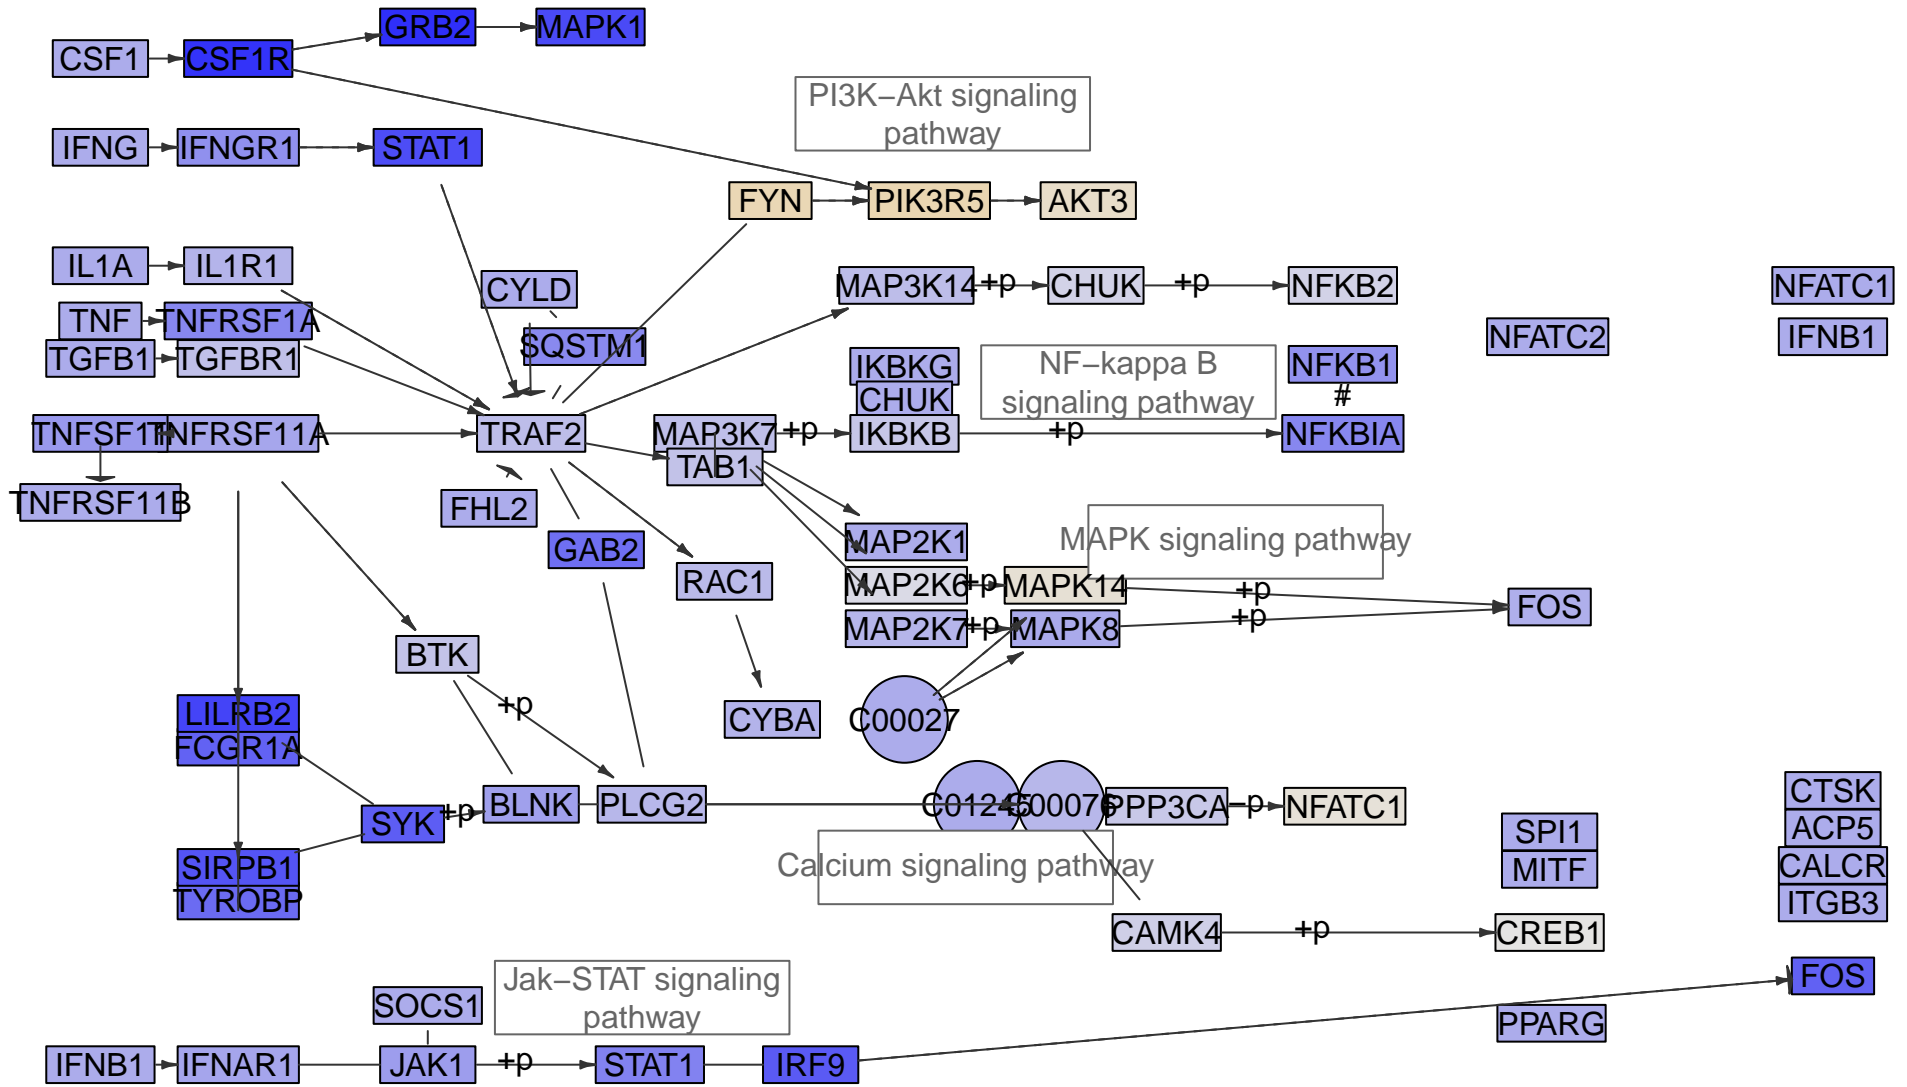 GRB2
MAPK1
CSF1
CSF1R
PI3K−Akt signaling
pathway
IFNG
IFNGR1
STAT1
FYN
PIK3R5
AKT3
IL1A
IL1R1
CYLD
MAP3K14
+p
CHUK
+p
NFKB2
NFATC1
TNF
TNFRSF1A
SQSTM1
NFATC2
IFNB1
TGFB1
TGFBR1
IKBKG
NF−kappa B
signaling pathway
NFKB1
#
CHUK
TNFSF11
TNFRSF11A
TRAF2
MAP3K7
+p
IKBKB
+p
NFKBIA
TAB1
TNFRSF11B
FHL2
GAB2
MAP2K1
MAPK signaling pathway
RAC1
MAP2K6
+p
MAPK14
+p
FOS
MAP2K7
+p
MAPK8
+p
BTK
+p
LILRB2
CYBA
C00027
FCGR1A
SYK
+p
BLNK
PLCG2
C01245
C00076
PPP3CA
−p
NFATC1
CTSK
SPI1
ACP5
SIRPB1
Calcium signaling pathway
MITF
CALCR
TYROBP
ITGB3
CAMK4
+p
CREB1
Jak−STAT signaling
pathway
FOS
SOCS1
PPARG
IFNB1
IFNAR1
JAK1
+p
STAT1
IRF9